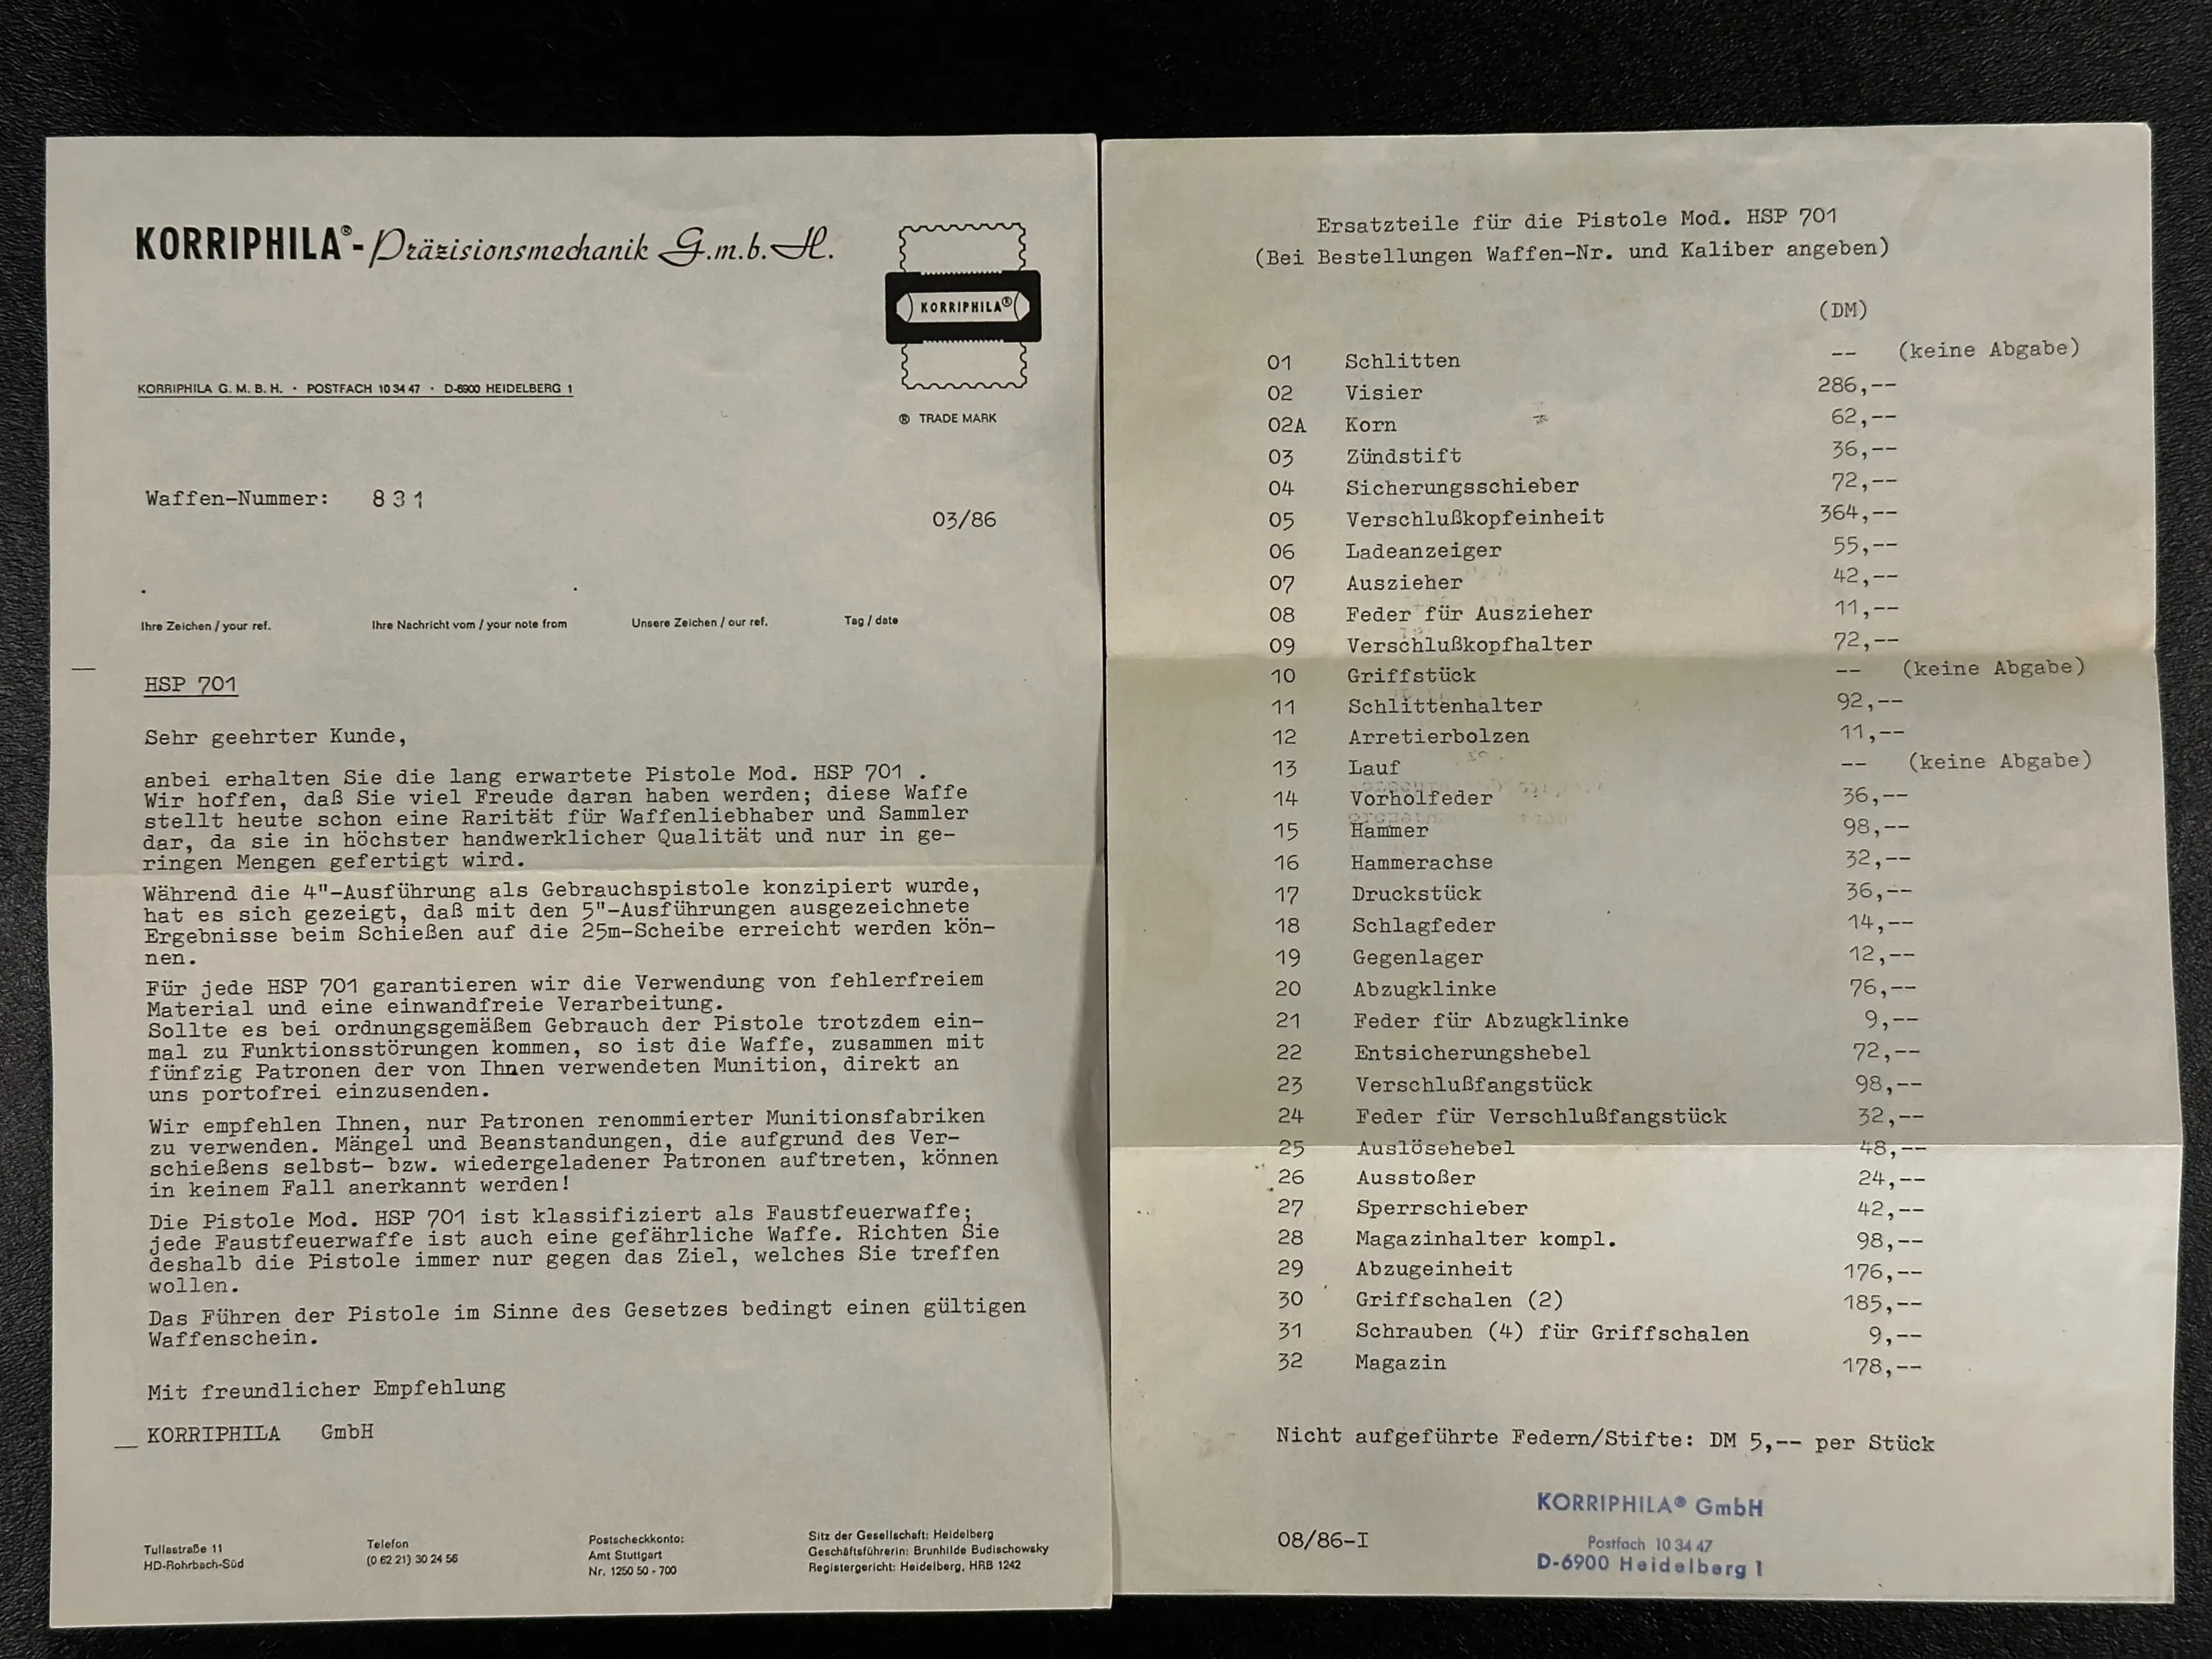 KORRIPHILA®-Präzisionsmechanik G.m.b.H.
KORRIPHILA®
® TRADE MARK
KORRIPHILA G. M. B. H. · POSTFACH 10 34 47 · D-6900 HEIDELBERG 1
Waffen-Nummer: 831
03/86
Ihre Zeichen / your ref. Ihre Nachricht vom / your note from Unsere Zeichen / our ref. Tag / date
HSP 701
Sehr geehrter Kunde,
anbei erhalten Sie die lang erwartete Pistole Mod. HSP 701 .
Wir hoffen, daß Sie viel Freude daran haben werden; diese Waffe
stellt heute schon eine Rarität für Waffenliebhaber und Sammler
dar, da sie in höchster handwerklicher Qualität und nur in ge-
ringen Mengen gefertigt wird.
Während die 4"-Ausführung als Gebrauchspistole konzipiert wurde,
hat es sich gezeigt, daß mit den 5"-Ausführungen ausgezeichnete
Ergebnisse beim Schießen auf die 25m-Scheibe erreicht werden kön-
nen.
Für jede HSP 701 garantieren wir die Verwendung von fehlerfreiem
Material und eine einwandfreie Verarbeitung.
Sollte es bei ordnungsgemäßem Gebrauch der Pistole trotzdem ein-
mal zu Funktionsstörungen kommen, so ist die Waffe, zusammen mit
fünfzig Patronen der von Ihnen verwendeten Munition, direkt an
uns portofrei einzusenden.
Wir empfehlen Ihnen, nur Patronen renommierter Munitionsfabriken
zu verwenden. Mängel und Beanstandungen, die aufgrund des Ver-
schießens selbst- bzw. wiedergeladener Patronen auftreten, können
in keinem Fall anerkannt werden!
Die Pistole Mod. HSP 701 ist klassifiziert als Faustfeuerwaffe;
jede Faustfeuerwaffe ist auch eine gefährliche Waffe. Richten Sie
deshalb die Pistole immer nur gegen das Ziel, welches Sie treffen
wollen.
Das Führen der Pistole im Sinne des Gesetzes bedingt einen gültigen
Waffenschein.
Mit freundlicher Empfehlung
KORRIPHILA GmbH
Tullastraße 11
HD-Rohrbach-Süd
Telefon
(0 62 21) 30 24 56
Postscheckkonto:
Amt Stuttgart
Nr. 1250 50 - 700
Sitz der Gesellschaft: Heidelberg
Geschäftsführerin: Brunhilde Budischowsky
Registergericht: Heidelberg, HRB 1242
Ersatzteile für die Pistole Mod. HSP 701
(Bei Bestellungen Waffen-Nr. und Kaliber angeben)
(DM)
01 Schlitten -- (keine Abgabe)
02 Visier 286,--
02A Korn 62,--
03 Zündstift 36,--
04 Sicherungsschieber 72,--
05 Verschlußkopfeinheit 364,--
06 Ladeanzeiger 55,--
07 Auszieher 42,--
08 Feder für Auszieher 11,--
09 Verschlußkopfhalter 72,--
10 Griffstück -- (keine Abgabe)
11 Schlittenhalter 92,--
12 Arretierbolzen 11,--
13 Lauf -- (keine Abgabe)
14 Vorholfeder 36,--
15 Hammer 98,--
16 Hammerachse 32,--
17 Druckstück 36,--
18 Schlagfeder 14,--
19 Gegenlager 12,--
20 Abzugklinke 76,--
21 Feder für Abzugklinke 9,--
22 Entsicherungshebel 72,--
23 Verschlußfangstück 98,--
24 Feder für Verschlußfangstück 32,--
25 Auslösehebel 48,--
26 Ausstoßer 24,--
27 Sperrschieber 42,--
28 Magazinhalter kompl. 98,--
29 Abzugeinheit 176,--
30 Griffschalen (2) 185,--
31 Schrauben (4) für Griffschalen 9,--
32 Magazin 178,--
Nicht aufgeführte Federn/Stifte: DM 5,-- per Stück
08/86-I
KORRIPHILA® GmbH
Postfach 10 34 47
D-6900 Heidelberg 1